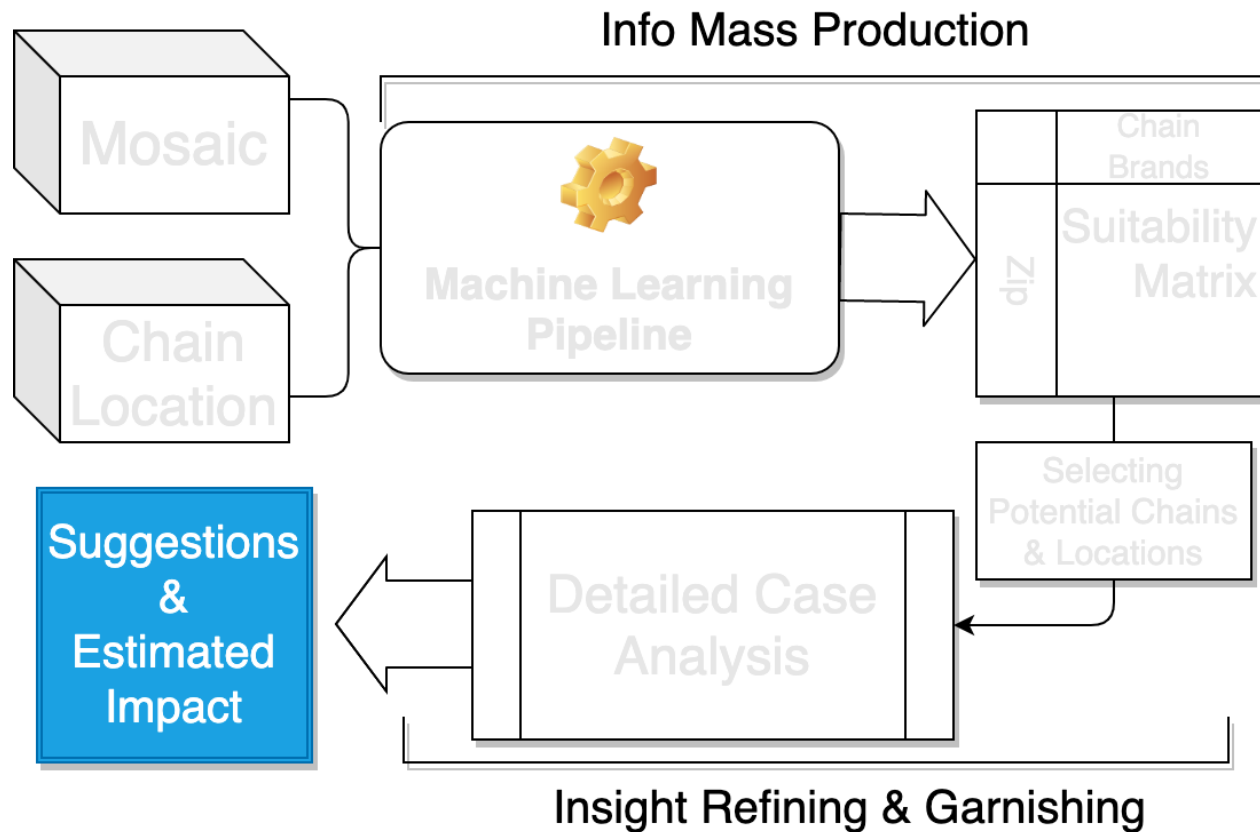 Info Mass Production
Mosaic
Chain
Location
Machine Learning
Pipeline
Chain
Brands
Zip
Suitability
Matrix
Selecting
Potential Chains
& Locations
Detailed Case
Analysis
Suggestions
&
Estimated
Impact
Insight Refining & Garnishing